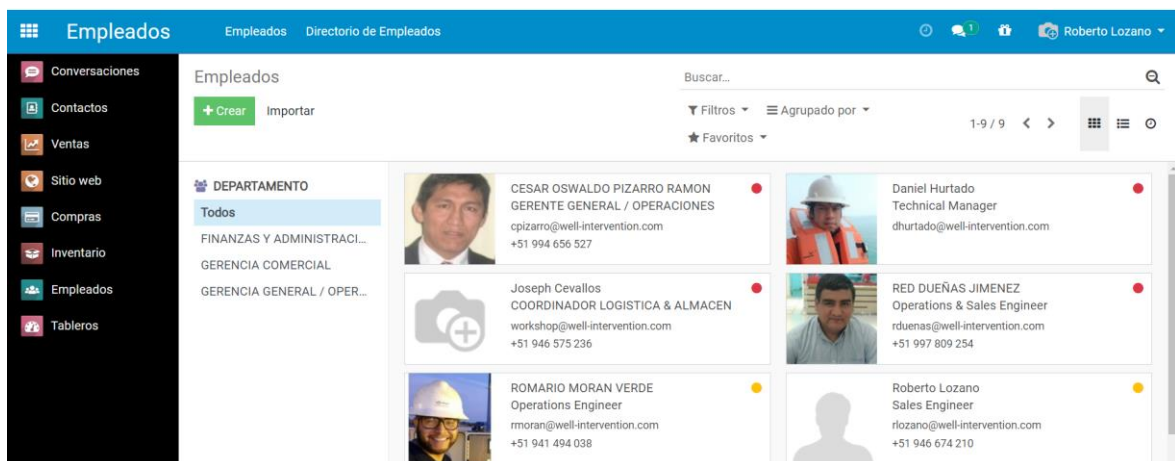 Empleados Empleados Directorio de Empleados 1 Roberto Lozano
Conversaciones
Contactos
Ventas
Sitio web
Compras
Inventario
Empleados
Tableros
Empleados
Buscar...
+ Crear Importar
Filtros Agrupado por
Favoritos
1-9 / 9
DEPARTAMENTO
Todos
FINANZAS Y ADMINISTRACI...
GERENCIA COMERCIAL
GERENCIA GENERAL / OPER...
CESAR OSWALDO PIZARRO RAMON
GERENTE GENERAL / OPERACIONES
cpizarro@well-intervention.com
+51 994 656 527
Daniel Hurtado
Technical Manager
dhurtado@well-intervention.com
Joseph Cevallos
COORDINADOR LOGISTICA & ALMACEN
workshop@well-intervention.com
+51 946 575 236
RED DUEÑAS JIMENEZ
Operations & Sales Engineer
rduenas@well-intervention.com
+51 997 809 254
ROMARIO MORAN VERDE
Operations Engineer
rmoran@well-intervention.com
+51 941 494 038
Roberto Lozano
Sales Engineer
rlozano@well-intervention.com
+51 946 674 210